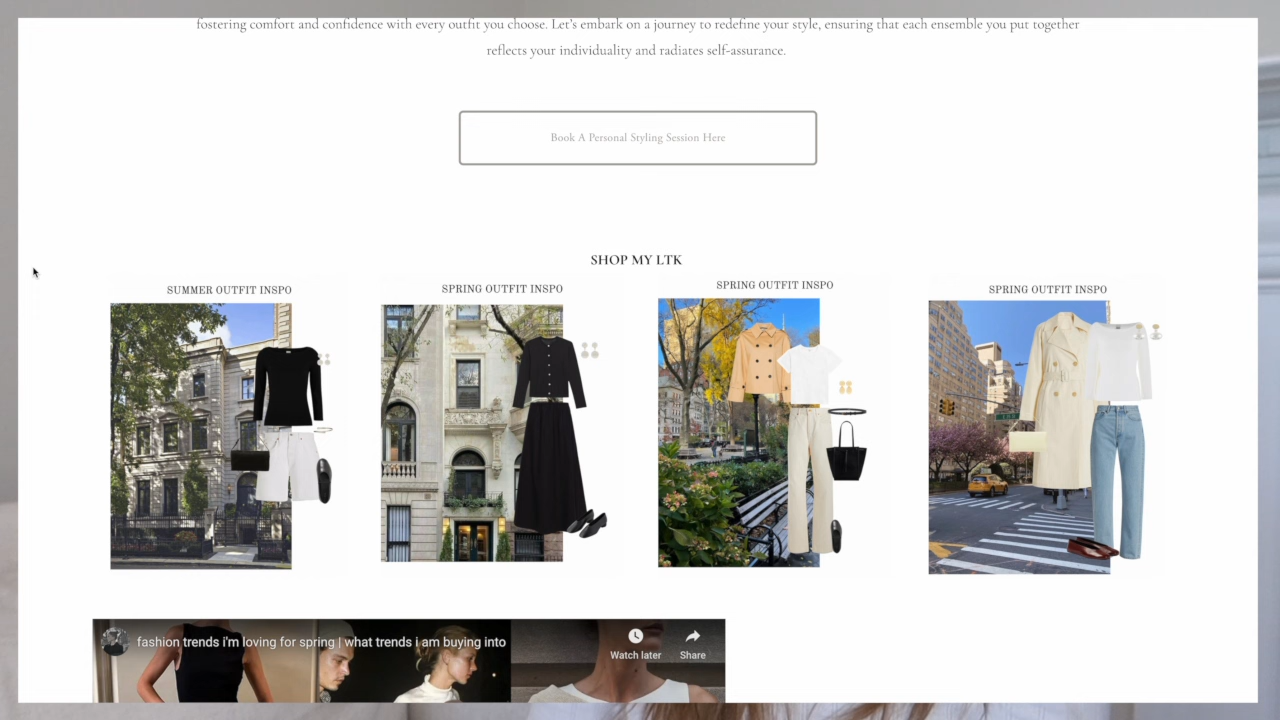 fostering comfort and confidence with every outfit you choose. Let's embark on a journey to redefine your style, ensuring that each ensemble you put together
reflects your individuality and radiates self-assurance.
Book A Personal Styling Session Here
SHOP MY LTK
SUMMER OUTFIT INSPO
SPRING OUTFIT INSPO
SPRING OUTFIT INSPO
SPRING OUTFIT INSPO
fashion trends i'm loving for spring | what trends i am buying into
Watch later
Share